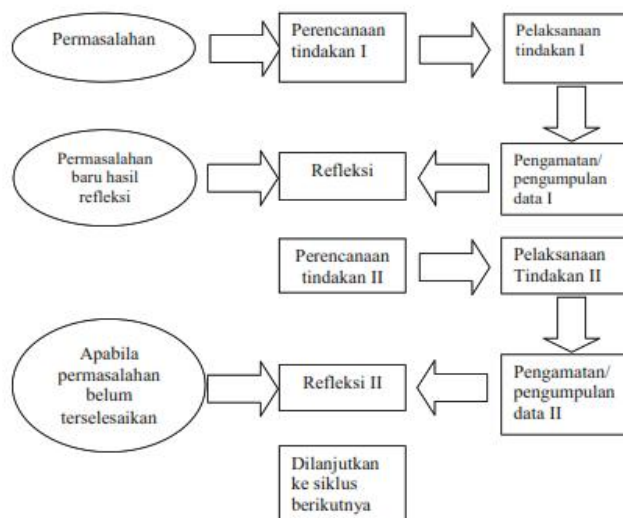 Permasalahan
Perencanaan
tindakan I
Pelaksanaan
tindakan I
Permasalahan
baru hasil
refleksi
Refleksi
Pengamatan/
pengumpulan
data I
Perencanaan
tindakan II
Pelaksanaan
Tindakan II
Apabila
permasalahan
belum
terselesaikan
Refleksi II
Pengamatan/
pengumpulan
data II
Dilanjutkan
ke siklus
berikutnya